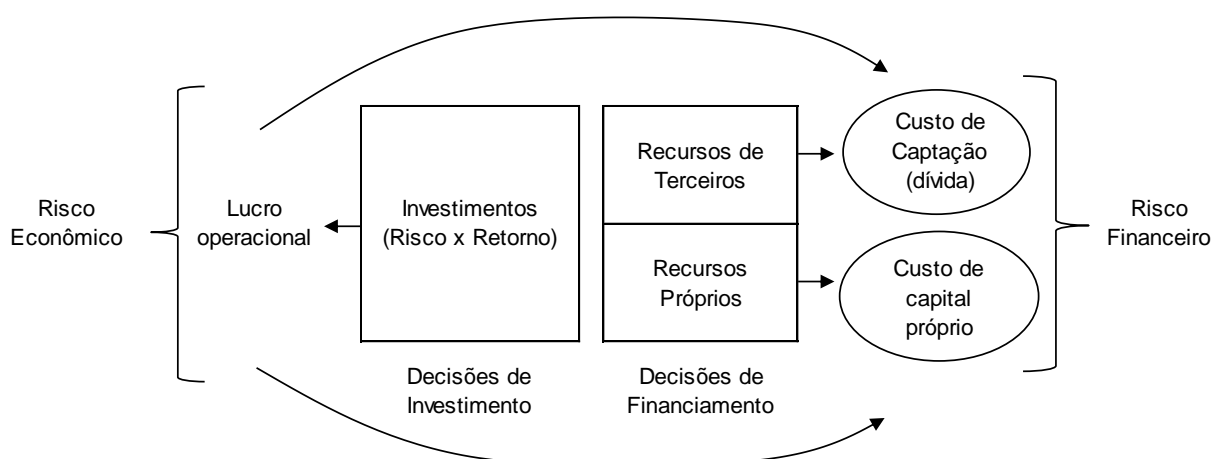 Risco
Econômico
Lucro
operacional
Investimentos
(Risco x Retorno)
Decisões de
Investimento
Recursos de
Terceiros
Recursos
Próprios
Decisões de
Financiamento
Custo de
Captação
(dívida)
Custo de
capital
próprio
Risco
Financeiro